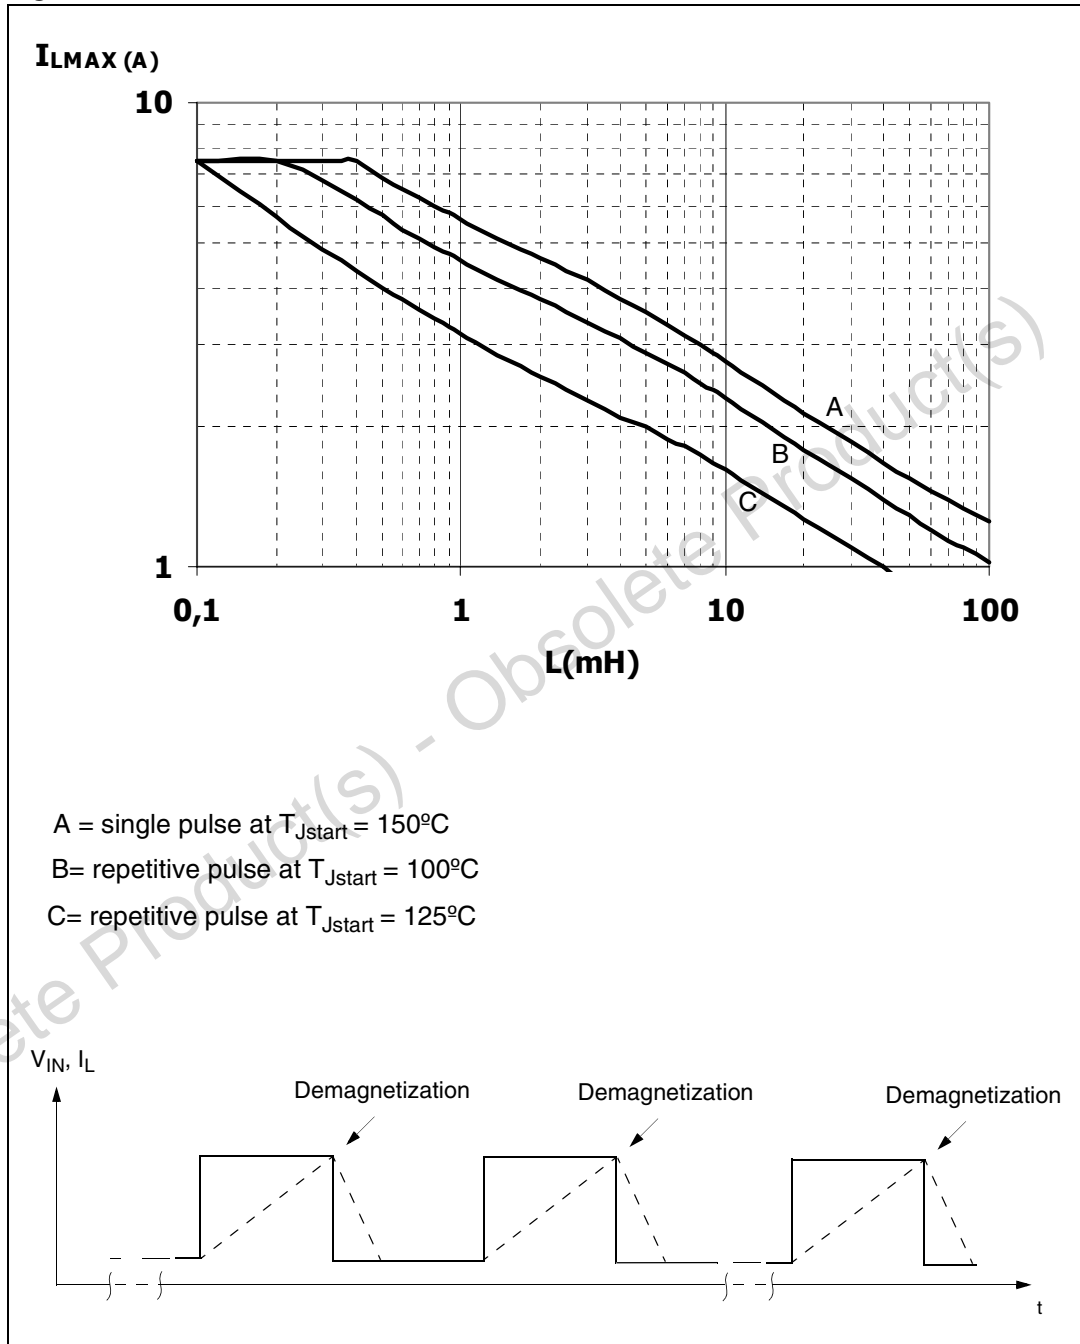 ILMAX (A)
10
1
0,1
1
10
100
L(mH)
A
B
C
A = single pulse at TJstart = 150ºC
B= repetitive pulse at TJstart = 100ºC
C= repetitive pulse at TJstart = 125ºC
VIN, IL
Demagnetization
Demagnetization
Demagnetization
t
ete Product(s) - Obsolete Product(s)